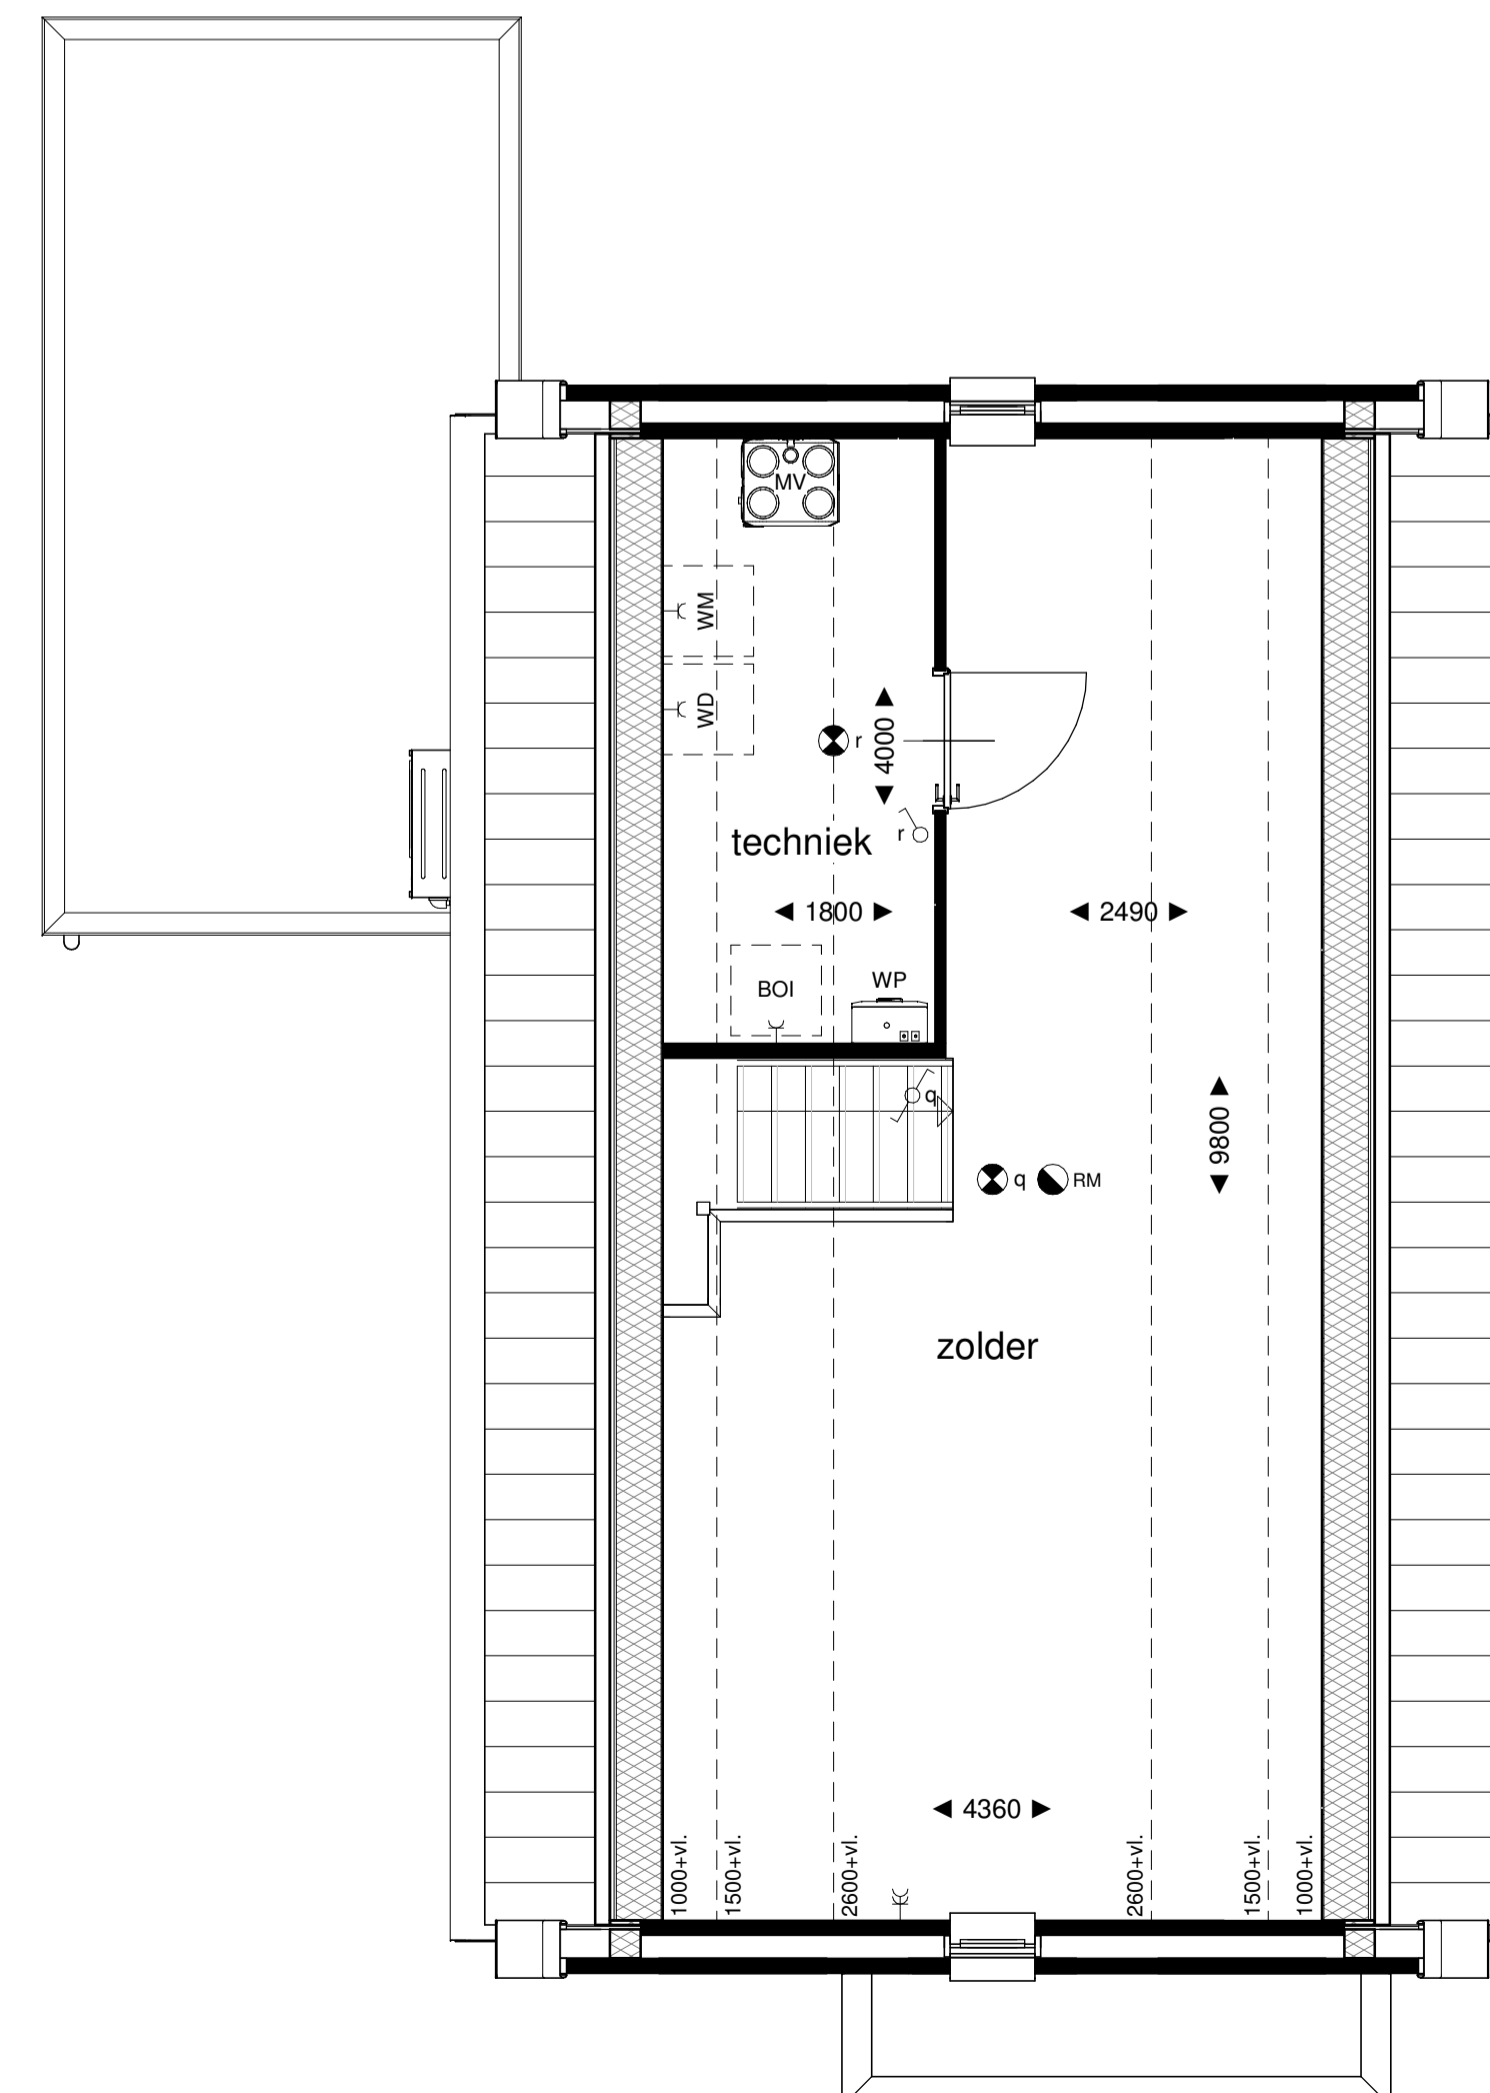 MV
WM
WD
r
4000
r
techniek
1800
2490
BOI
WP
q
9800
q
RM
zolder
4360
1000+vl.
1500+vl.
2600+vl.
2600+vl.
1500+vl.
1000+vl.